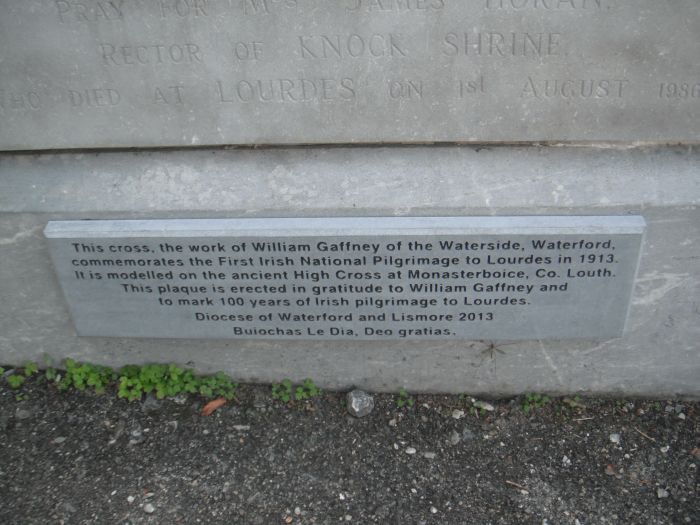 PRAY FOR MGR JAMES HORAN.
RECTOR OF KNOCK SHRINE.
WHO DIED AT LOURDES ON 1st AUGUST 1986
This cross, the work of William Gaffney of the Waterside, Waterford,
commemorates the First Irish National Pilgrimage to Lourdes in 1913.
It is modelled on the ancient High Cross at Monasterboice, Co. Louth.
This plaque is erected in gratitude to William Gaffney and
to mark 100 years of Irish pilgrimage to Lourdes.
Diocese of Waterford and Lismore 2013
Buiochas Le Dia, Deo gratias.